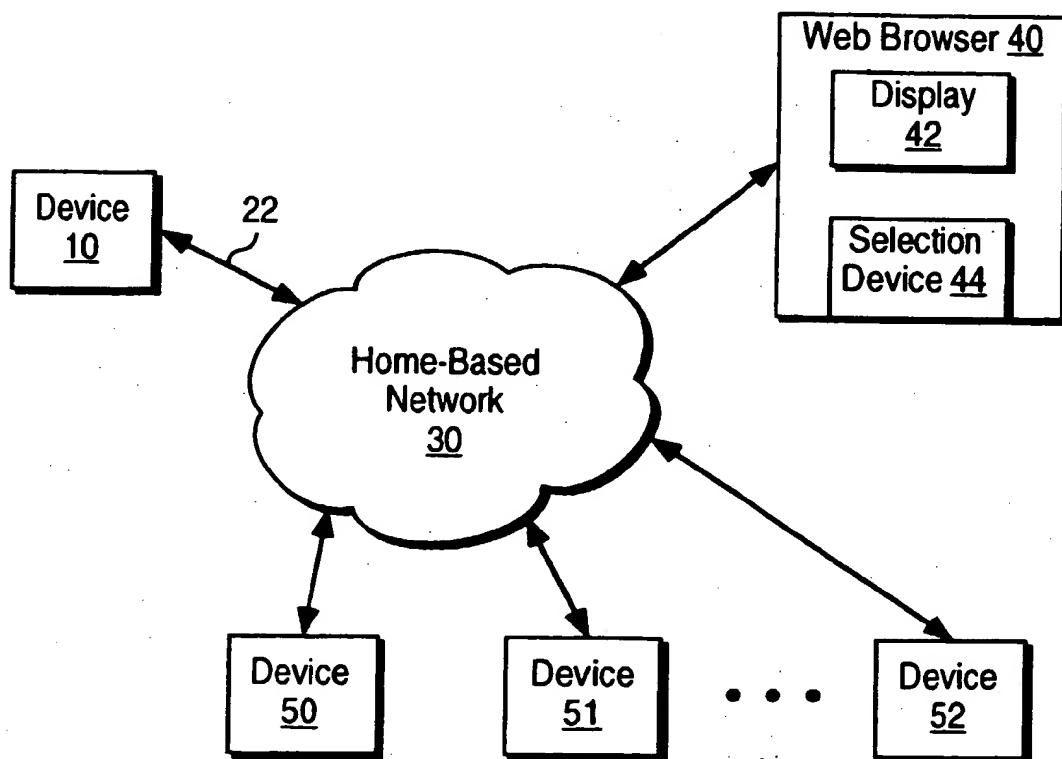 Web Browser 40
Display
42
Selection
Device 44
Device
10
22
Home-Based
Network
30
Device
50
Device
51
Device
52